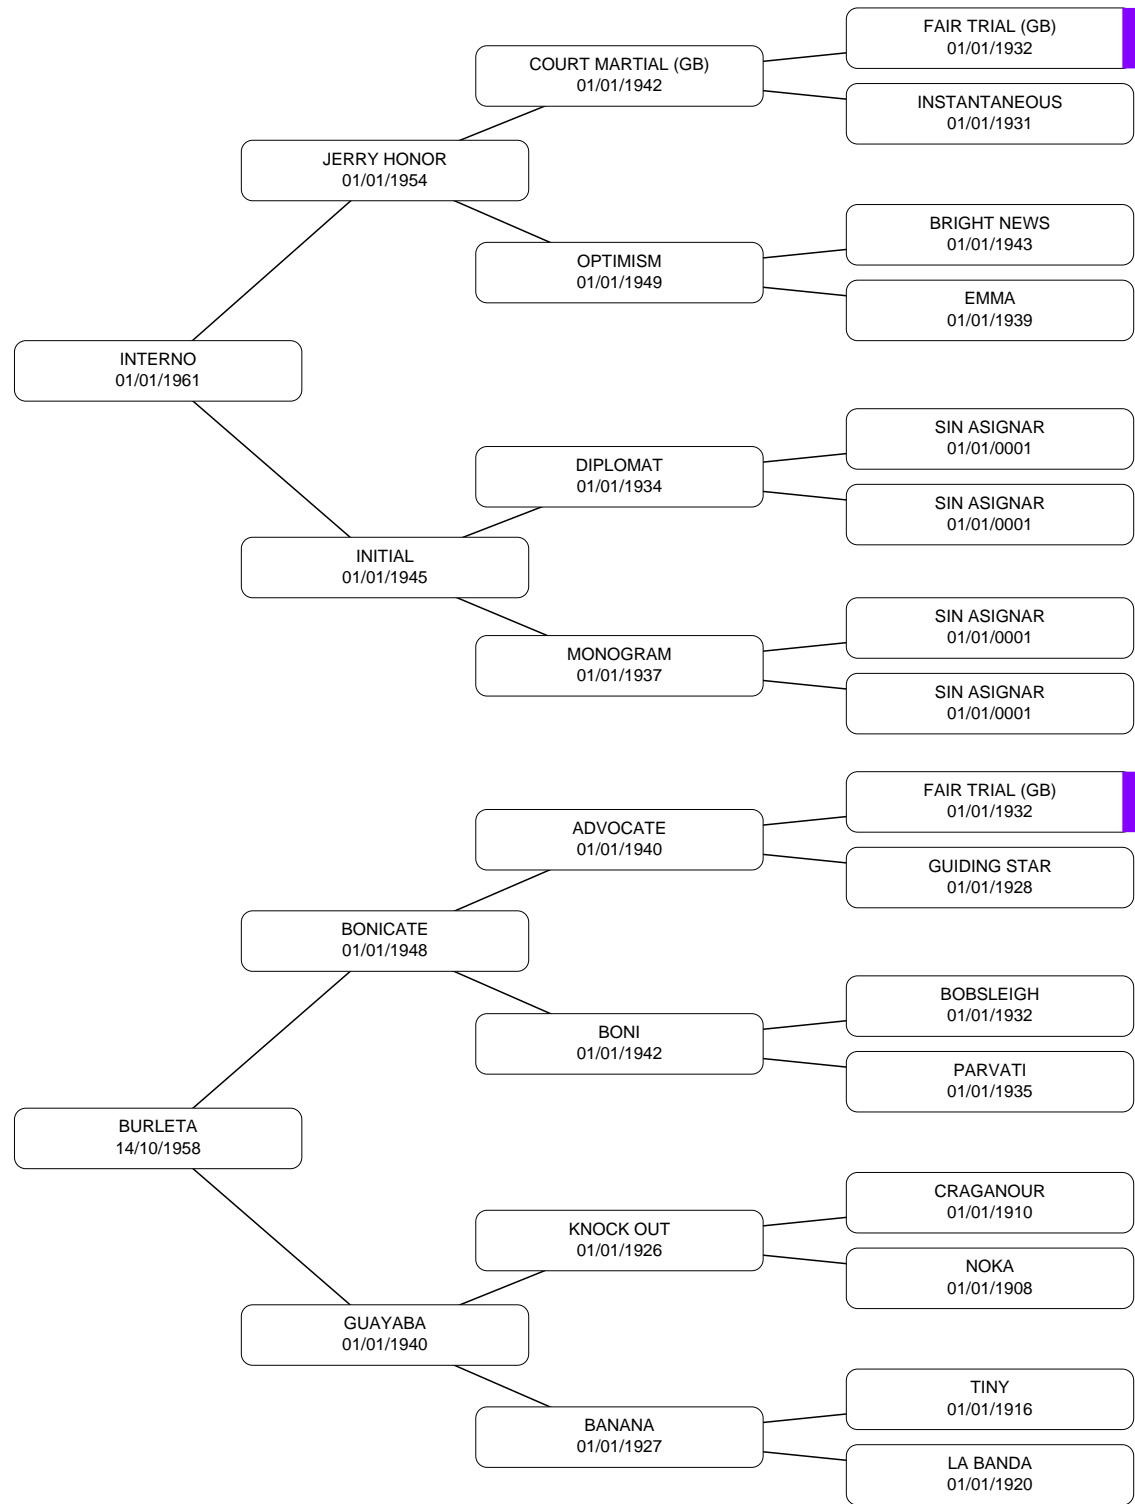 FAIR TRIAL (GB)
01/01/1932
COURT MARTIAL (GB)
01/01/1942
INSTANTANEOUS
01/01/1931
JERRY HONOR
01/01/1954
BRIGHT NEWS
01/01/1943
OPTIMISM
01/01/1949
EMMA
01/01/1939
INTERNO
01/01/1961
SIN ASIGNAR
01/01/0001
DIPLOMAT
01/01/1934
SIN ASIGNAR
01/01/0001
INITIAL
01/01/1945
SIN ASIGNAR
01/01/0001
MONOGRAM
01/01/1937
SIN ASIGNAR
01/01/0001
FAIR TRIAL (GB)
01/01/1932
ADVOCATE
01/01/1940
GUIDING STAR
01/01/1928
BONICATE
01/01/1948
BOBSLEIGH
01/01/1932
BONI
01/01/1942
PARVATI
01/01/1935
BURLETA
14/10/1958
CRAGANOUR
01/01/1910
KNOCK OUT
01/01/1926
NOKA
01/01/1908
GUAYABA
01/01/1940
TINY
01/01/1916
BANANA
01/01/1927
LA BANDA
01/01/1920